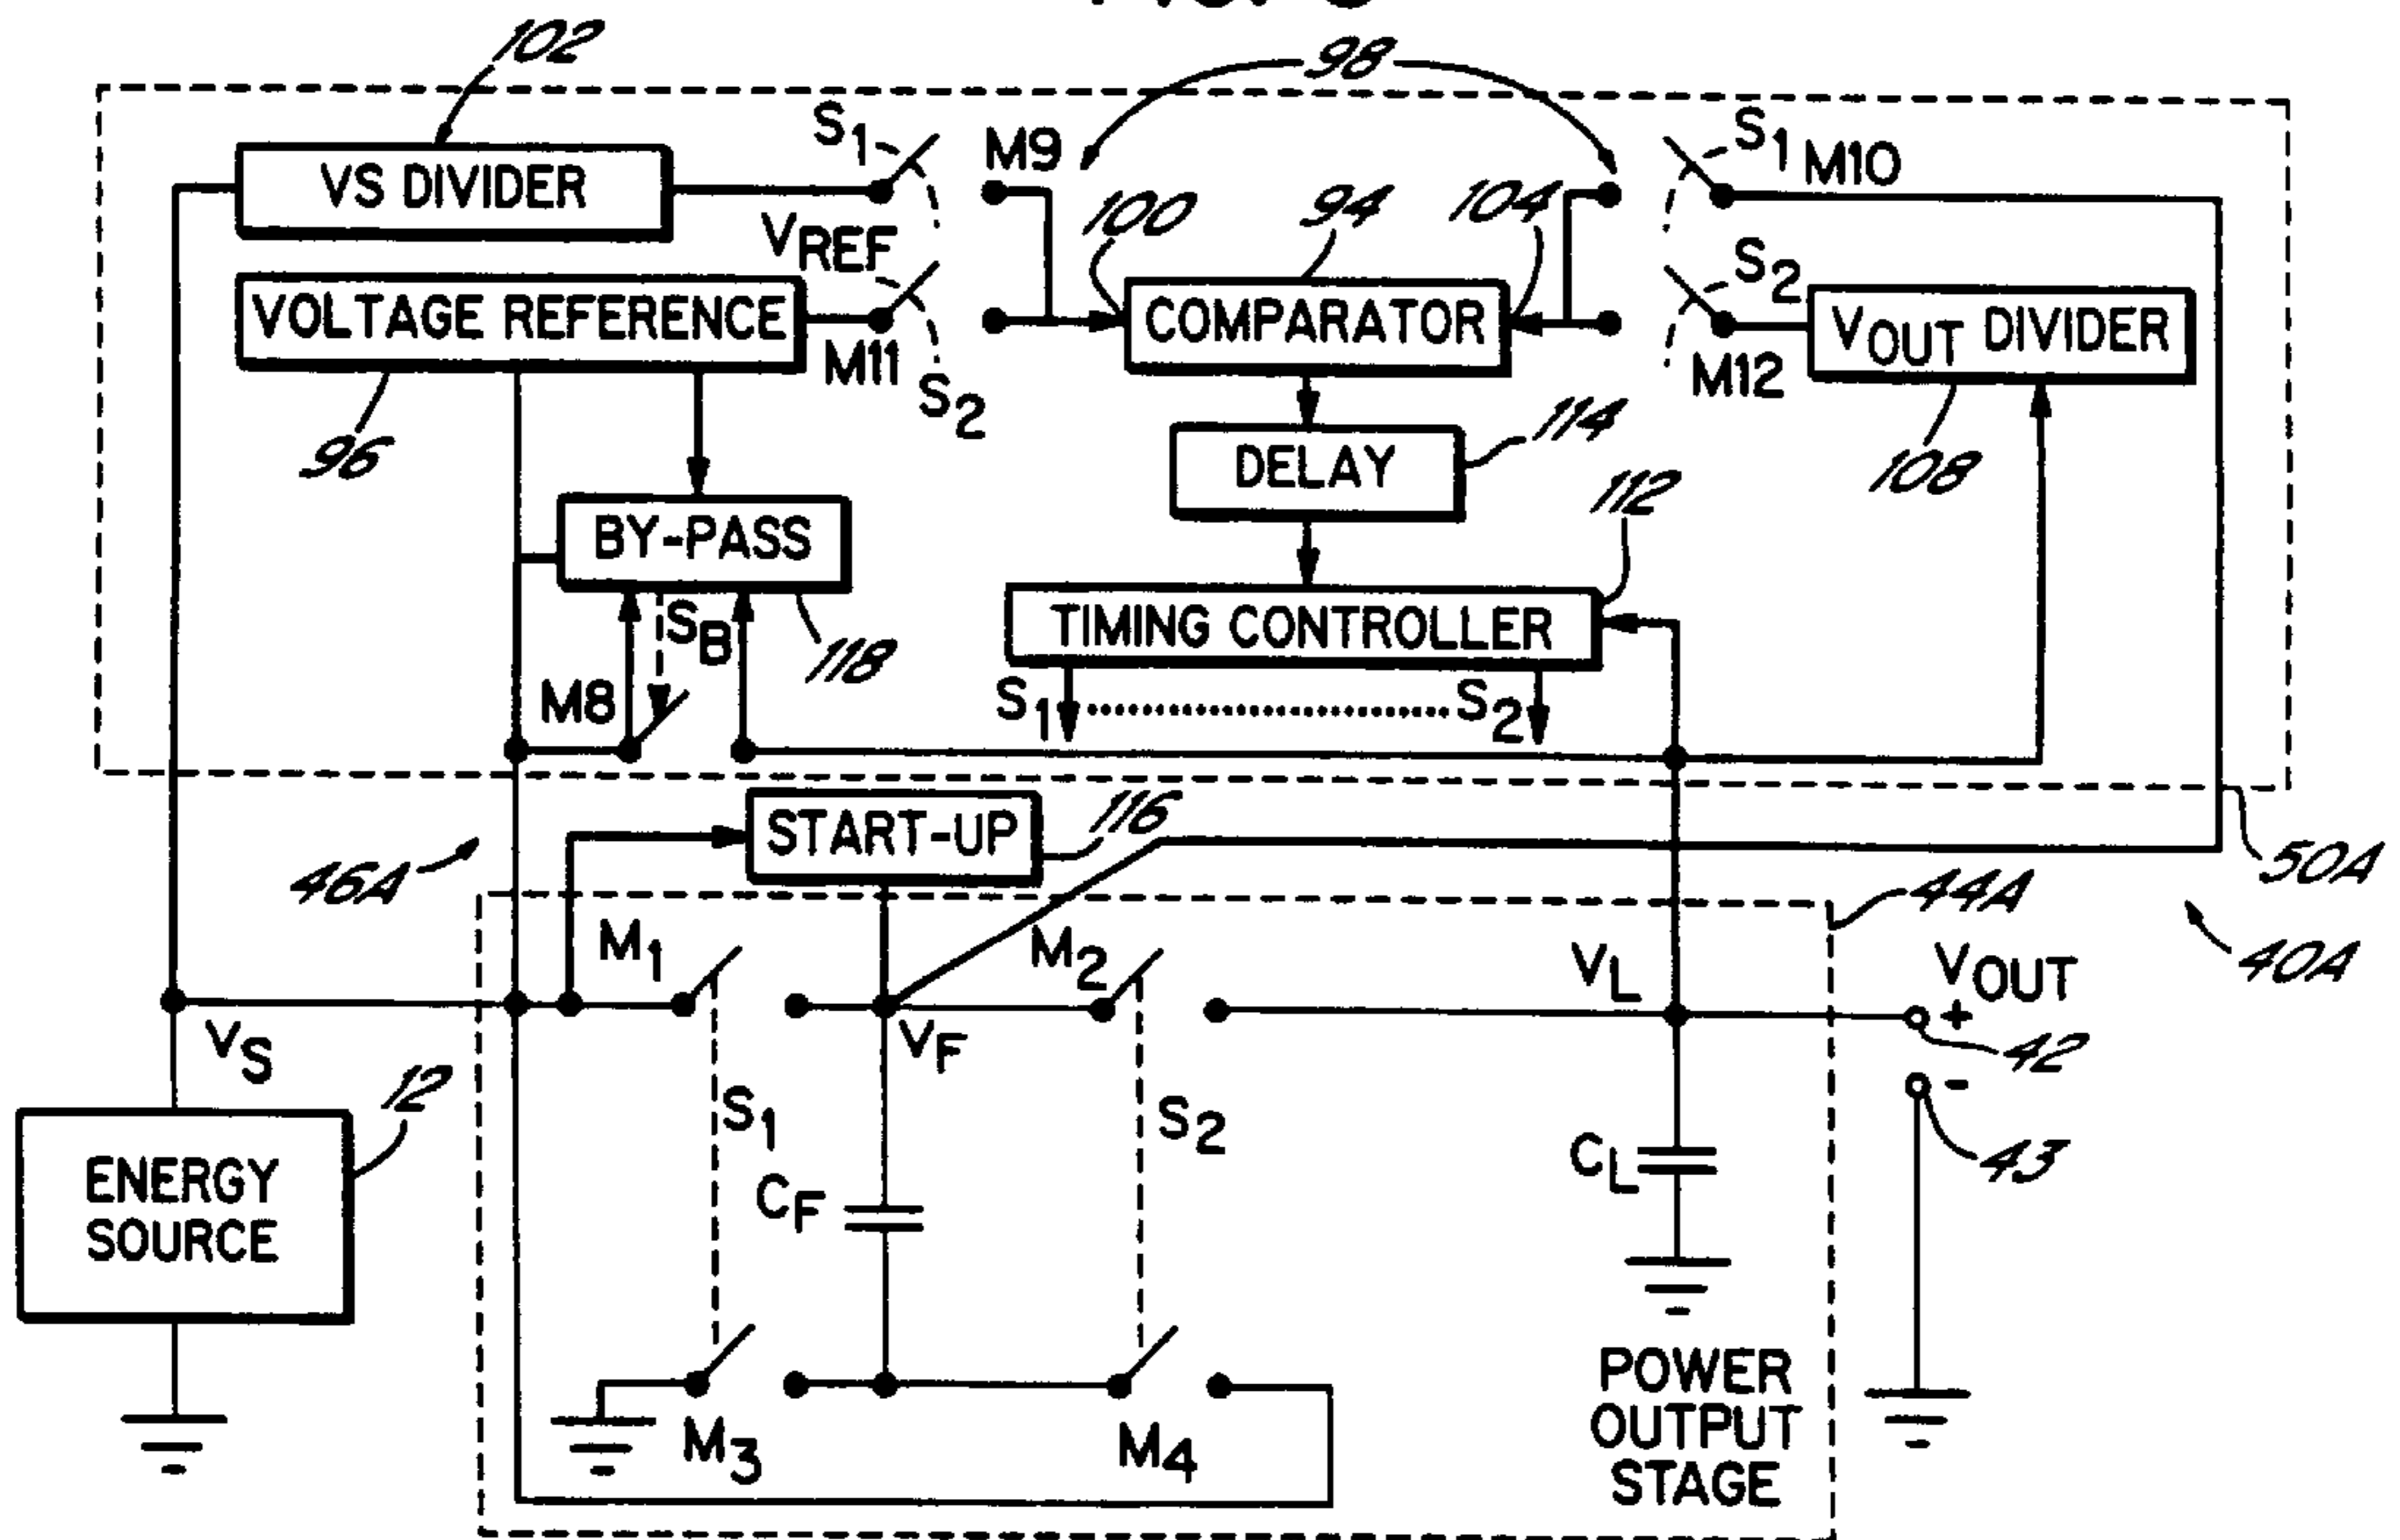 102
98
S1
M9
S1
M10
VS DIVIDER
100
94
104
VREF
S2
VOLTAGE REFERENCE
COMPARATOR
VOUT DIVIDER
M11
S2
M12
96
DELAY
114
108
112
BY-PASS
SB
118
TIMING CONTROLLER
M8
S1
S2
START-UP
116
46A
50A
44A
M1
M2
VL
VOUT
40A
+
42
VS
VF
12
-
43
S1
S2
ENERGY
SOURCE
CF
CL
M3
M4
POWER
OUTPUT
STAGE